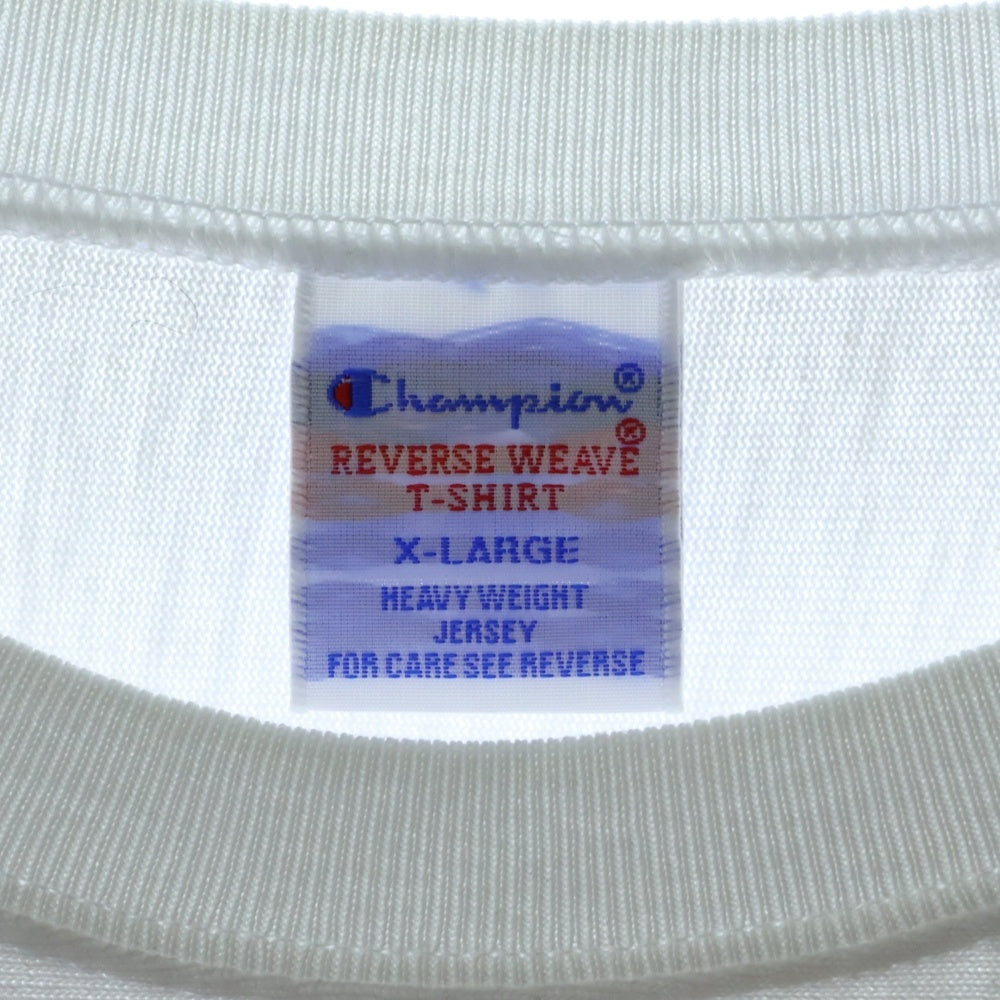 Champion®
REVERSE WEAVE®
T-SHIRT
X-LARGE
HEAVY WEIGHT
JERSEY
FOR CARE SEE REVERSE